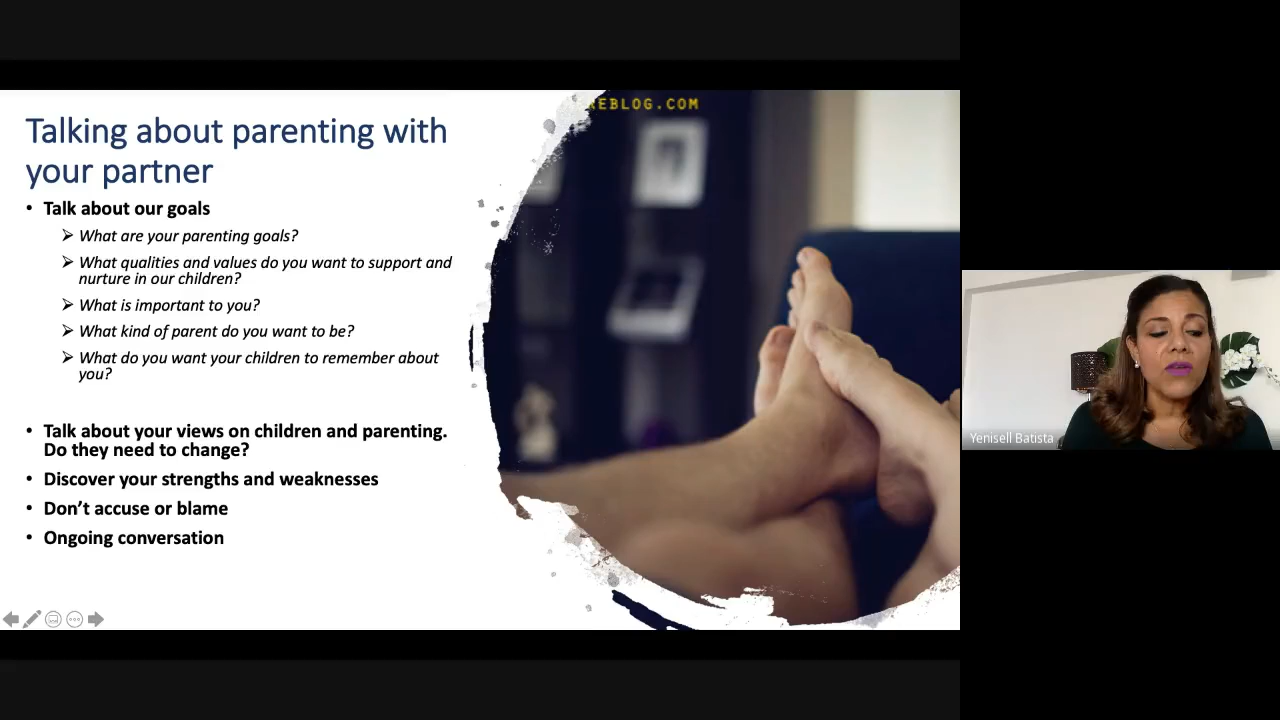 EBLOG.COM
Talking about parenting with
your partner
• Talk about our goals
➢ What are your parenting goals?
➢ What qualities and values do you want to support and
nurture in our children?
➢ What is important to you?
➢ What kind of parent do you want to be?
➢ What do you want your children to remember about
you?
• Talk about your views on children and parenting.
Do they need to change?
• Discover your strengths and weaknesses
• Don’t accuse or blame
• Ongoing conversation
Yenisell Batista